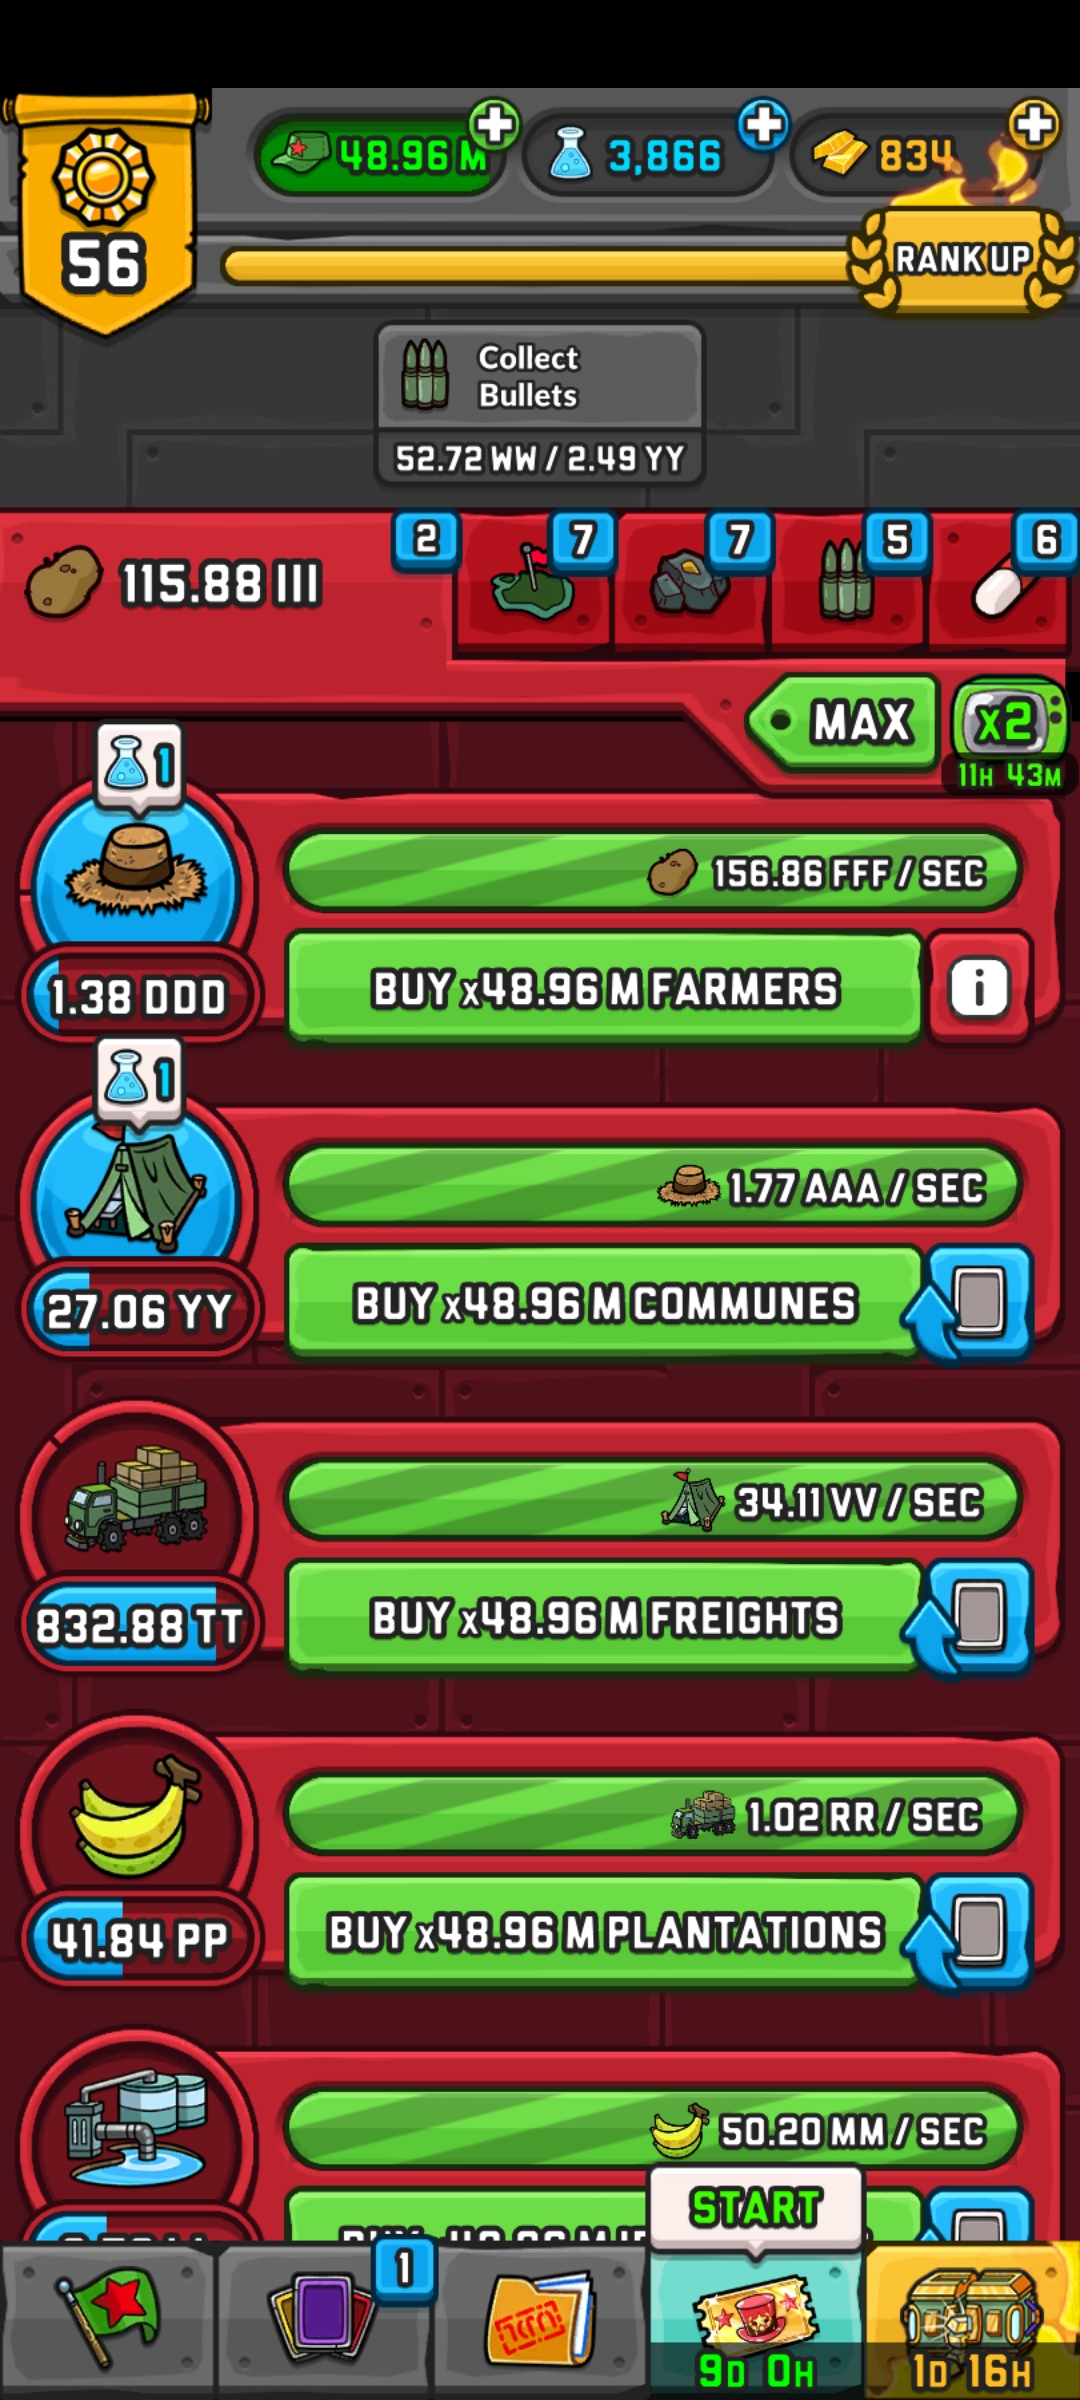 48.96 M
3,866
834
56
RANK UP
Collect
Bullets
52.72 WW / 2.49 YY
115.88 III
2
7
7
5
6
MAX
x2
11H 43M
1
156.86 FFF / SEC
1.38 DDD
BUY x48.96 M FARMERS
i
1
1.77 AAA / SEC
27.06 YY
BUY x48.96 M COMMUNES
34.11 VV / SEC
832.88 TT
BUY x48.96 M FREIGHTS
1.02 RR / SEC
41.84 PP
BUY x48.96 M PLANTATIONS
50.20 MM / SEC
START
1
9D 0H
1D 16H